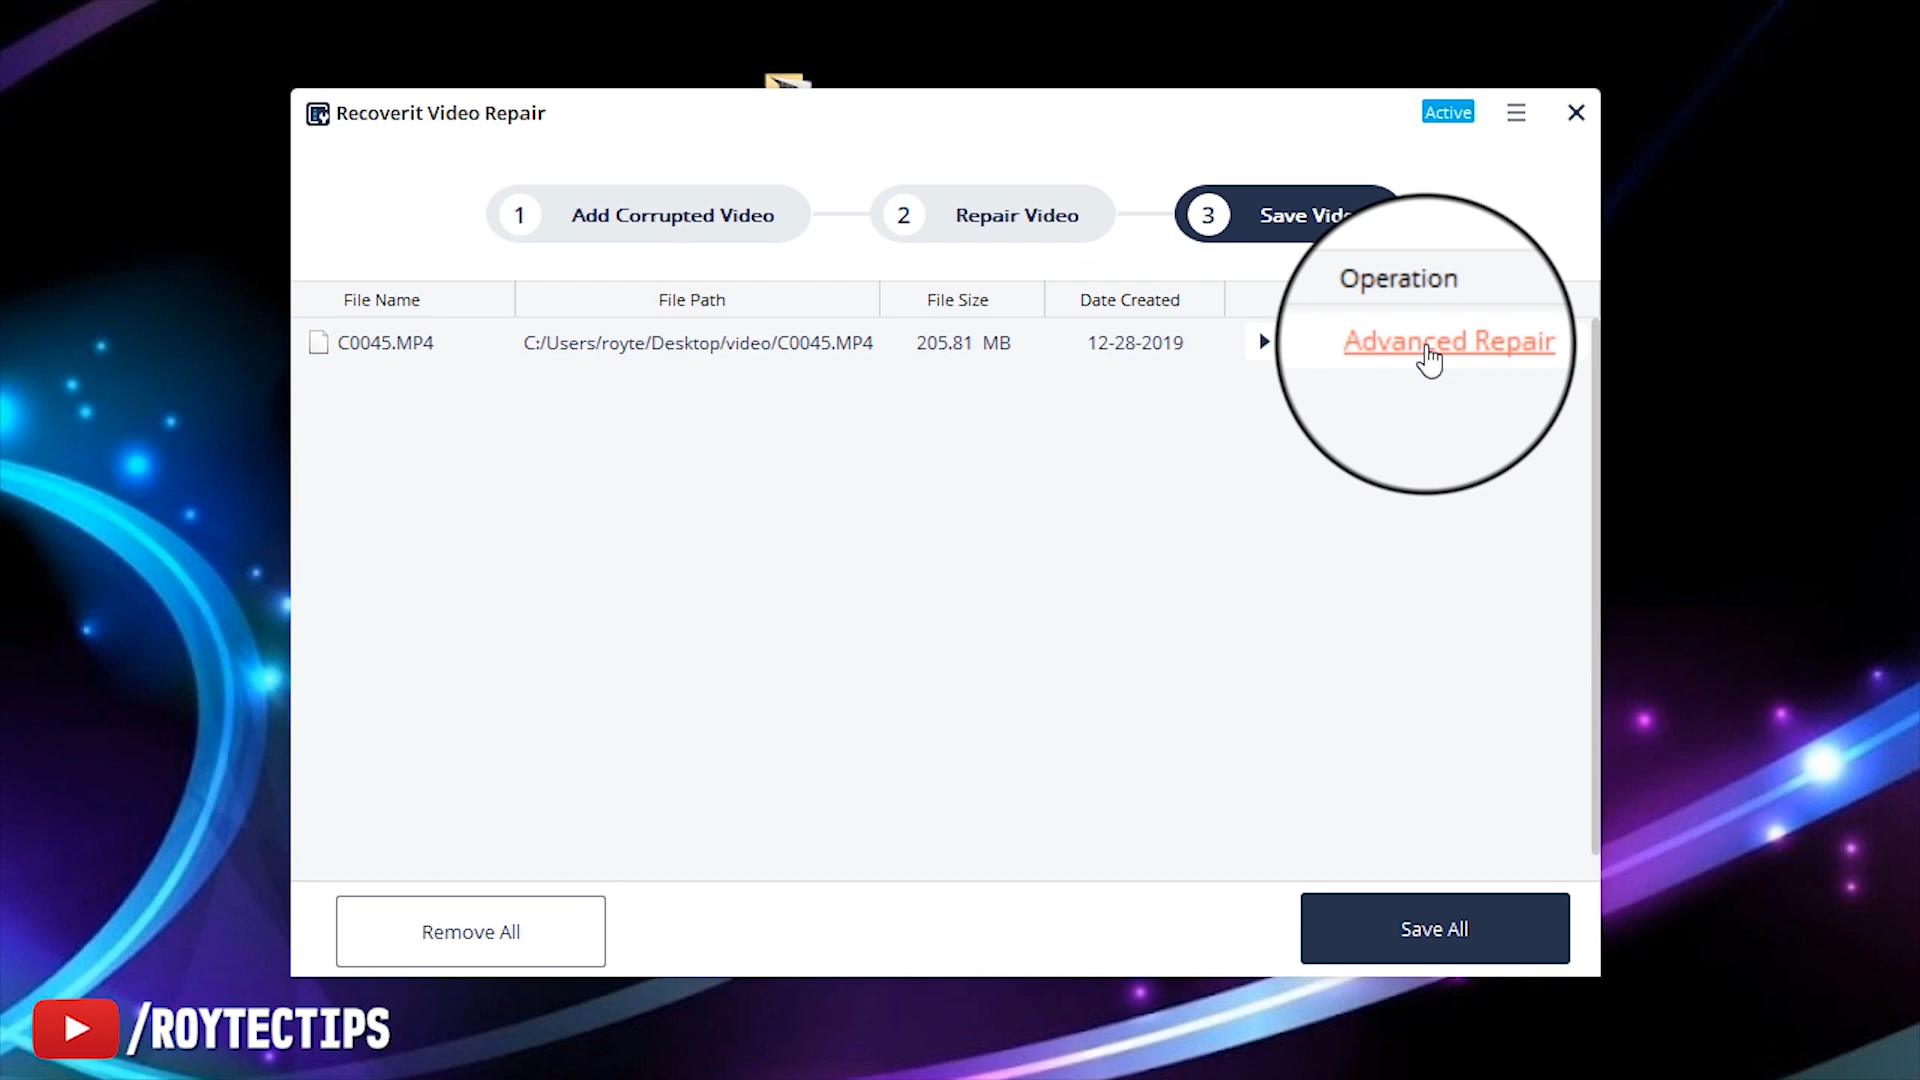 Recoverit Video Repair
Active
1 Add Corrupted Video
2 Repair Video
3 Save Vide
File Name
File Path
File Size
Date Created
Operation
C0045.MP4
C:/Users/royte/Desktop/video/C0045.MP4
205.81 MB
12-28-2019
Advanced Repair
Remove All
Save All
/ROYTECTIPS